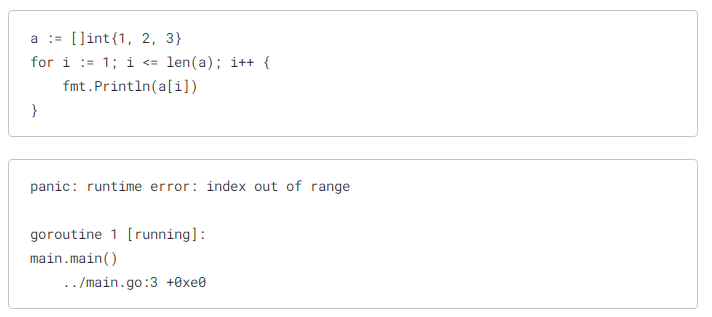 a := []int{1, 2, 3}
for i := 1; i <= len(a); i++ {
    fmt.Println(a[i])
}
panic: runtime error: index out of range
goroutine 1 [running]:
main.main()
    ../main.go:3 +0xe0